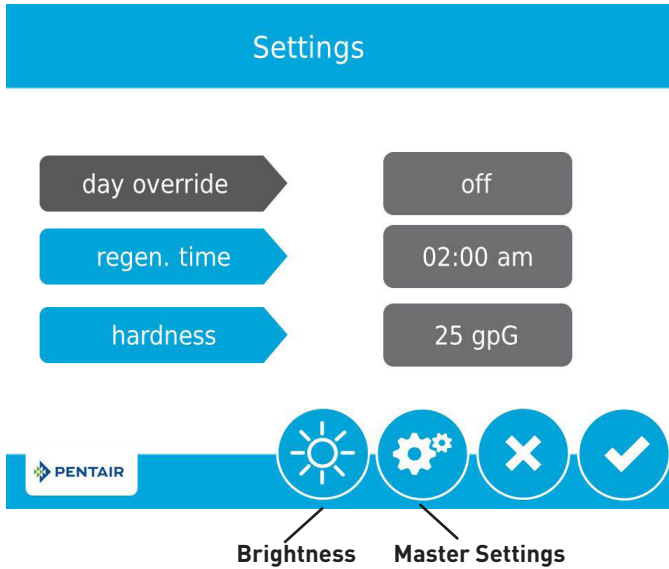 Settings
day override off
regen. time 02:00 am
hardness 25 gpG
PENTAIR
Brightness Master Settings